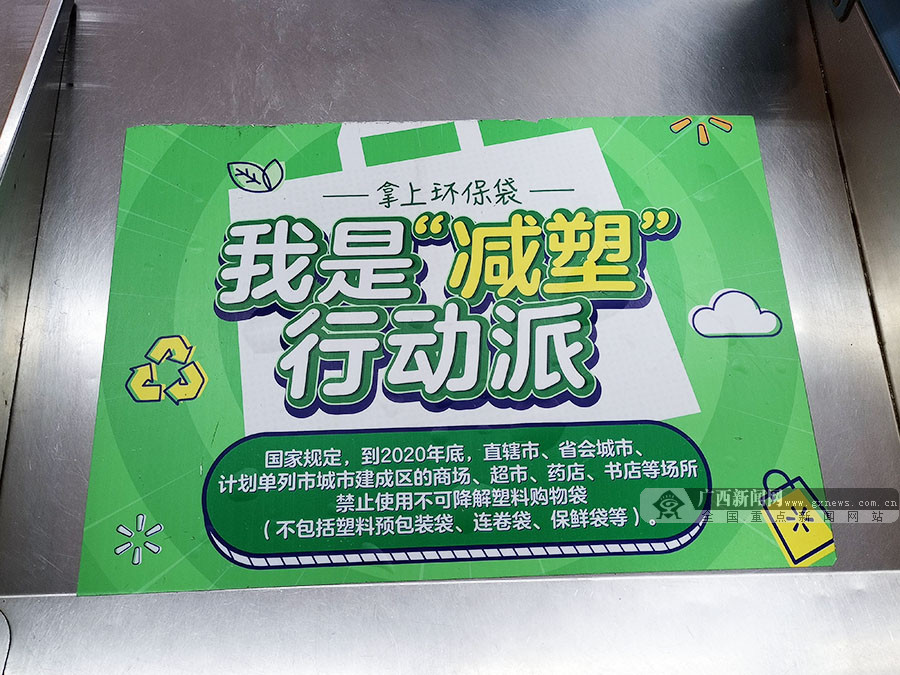 拿上环保袋
我是“减塑”
行动派
国家规定，到2020年底，直辖市、省会城市、
计划单列市城市建成区的商场、超市、药店、书店等场所
禁止使用不可降解塑料购物袋
（不包括塑料预包装袋、连卷袋、保鲜袋等）。
广西新闻网
www.gxnews.com.cn
全国重点新闻网站